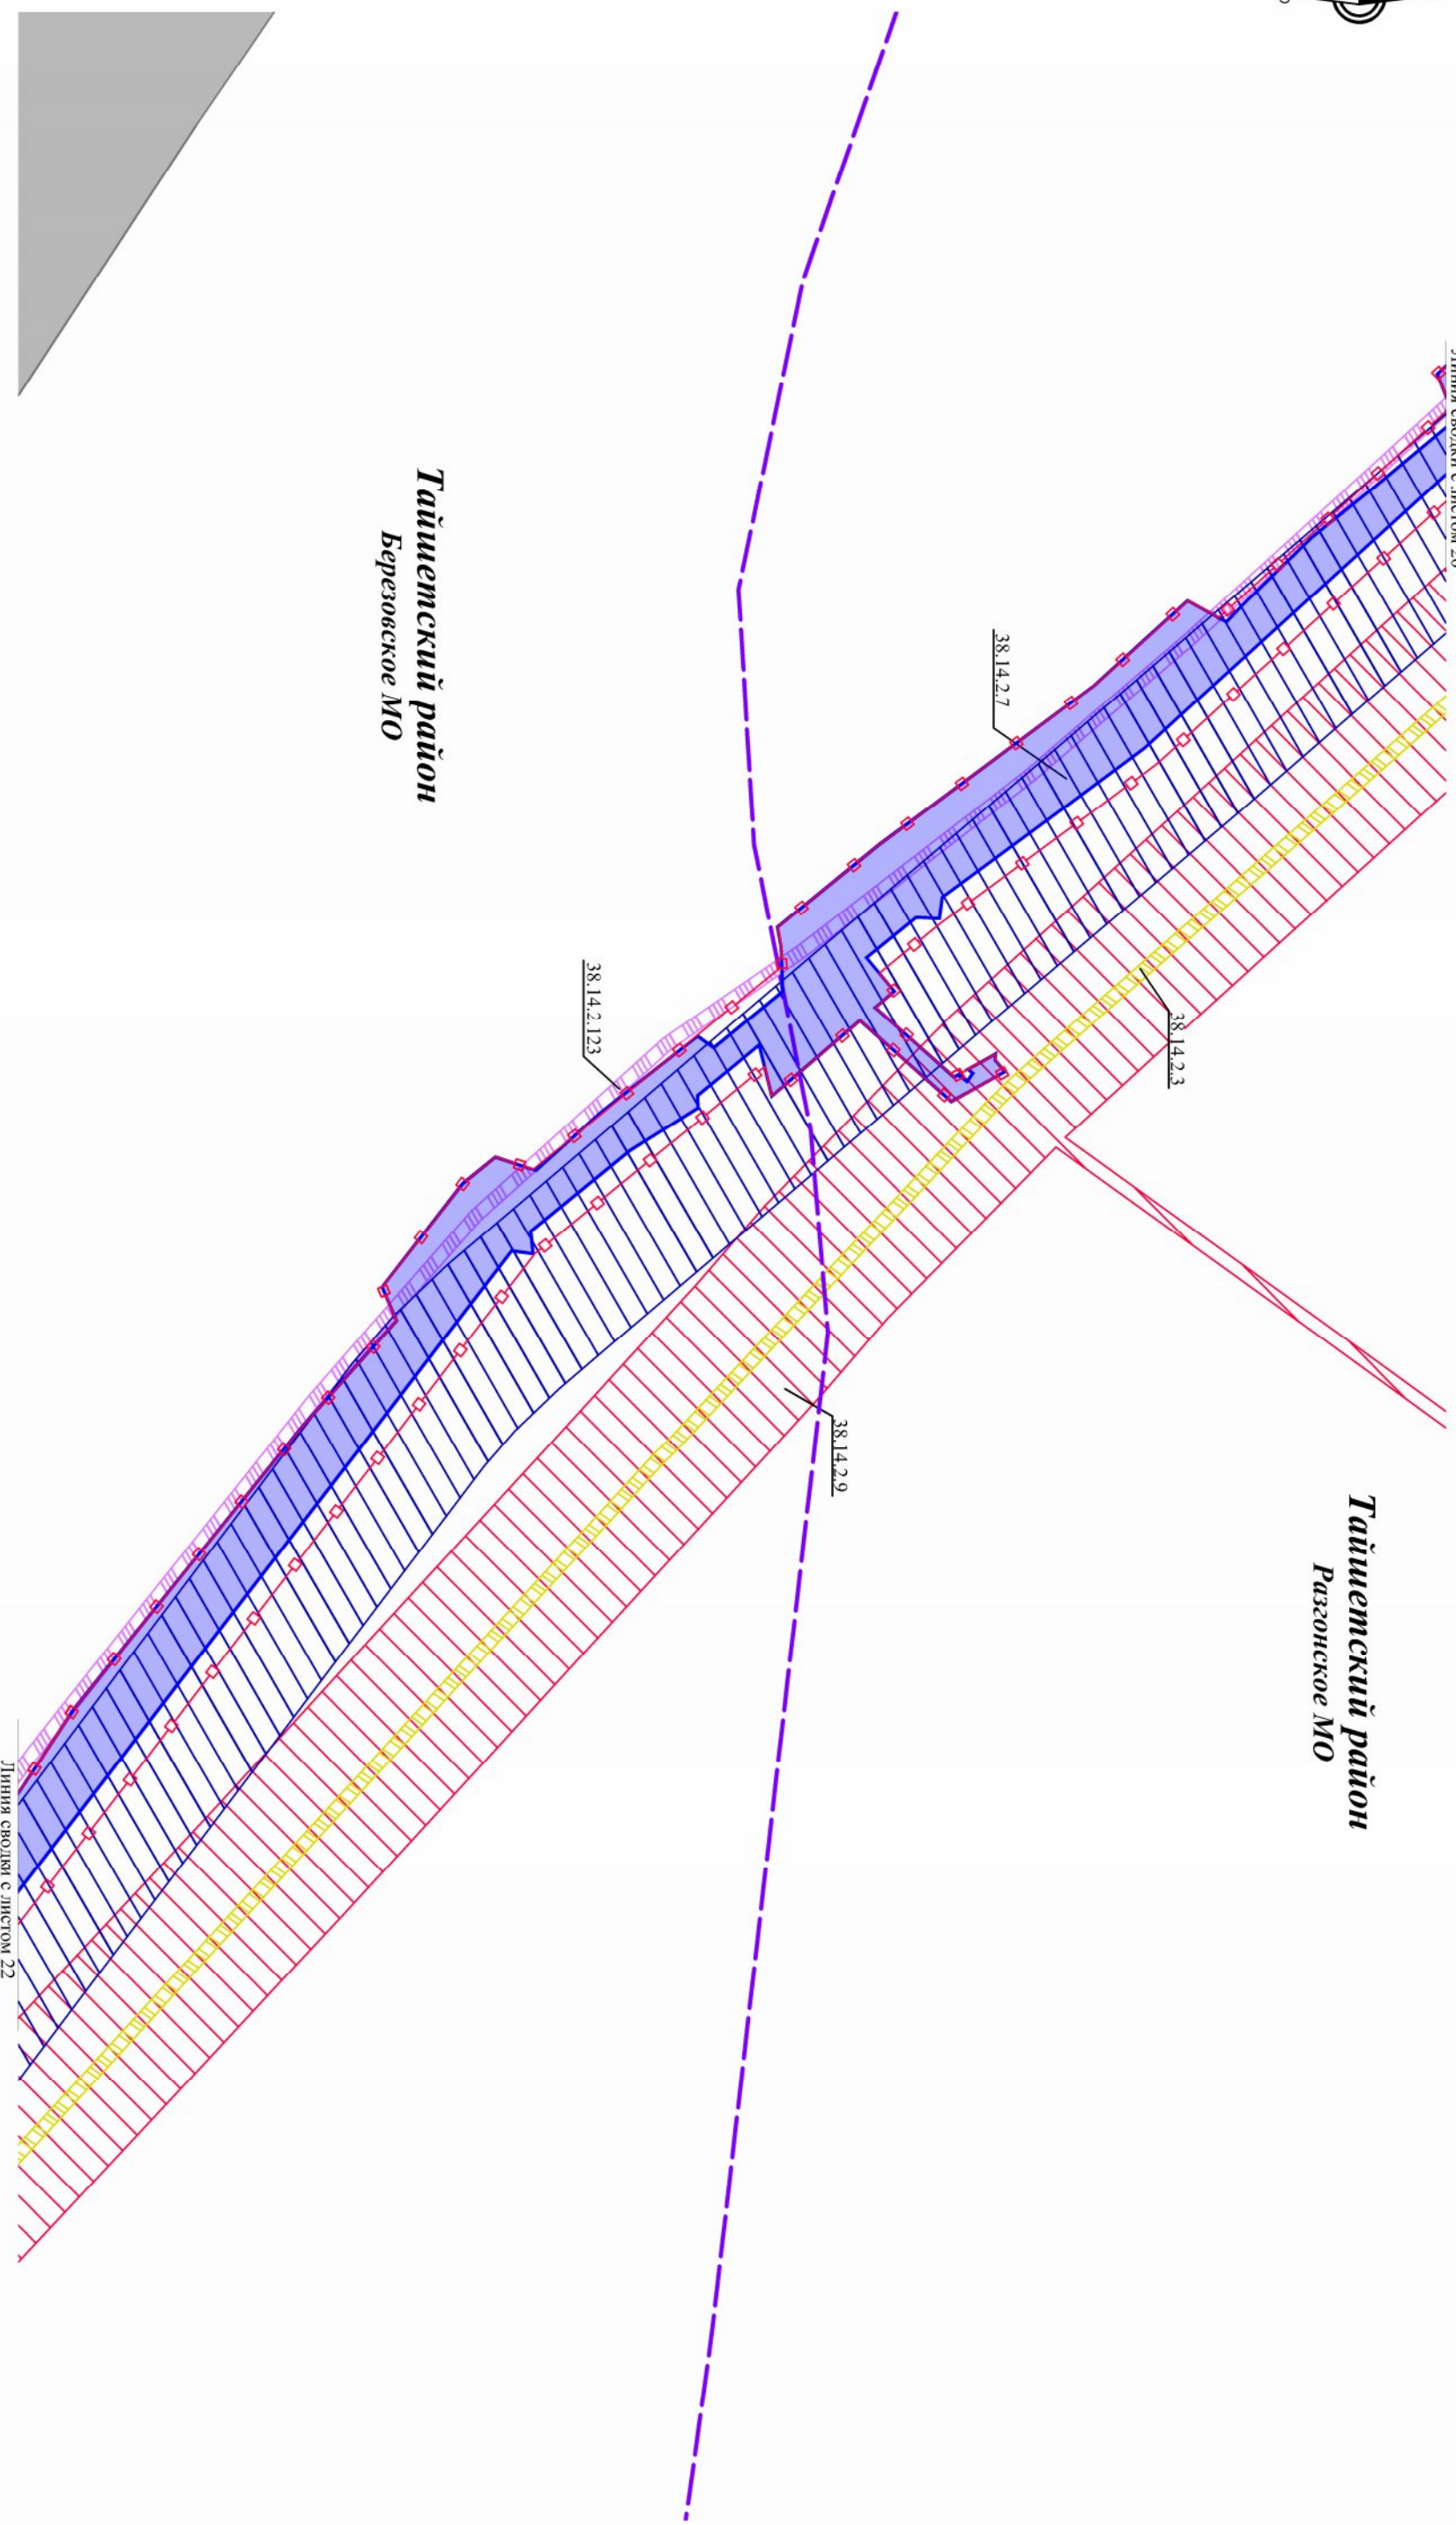 Тайшетский район
Разгонское МО
38.14.2.3
38.14.2.7
38.14.2.9
38.14.2.123
Тайшетский район
Березовское МО
Линия сводки с листом 22